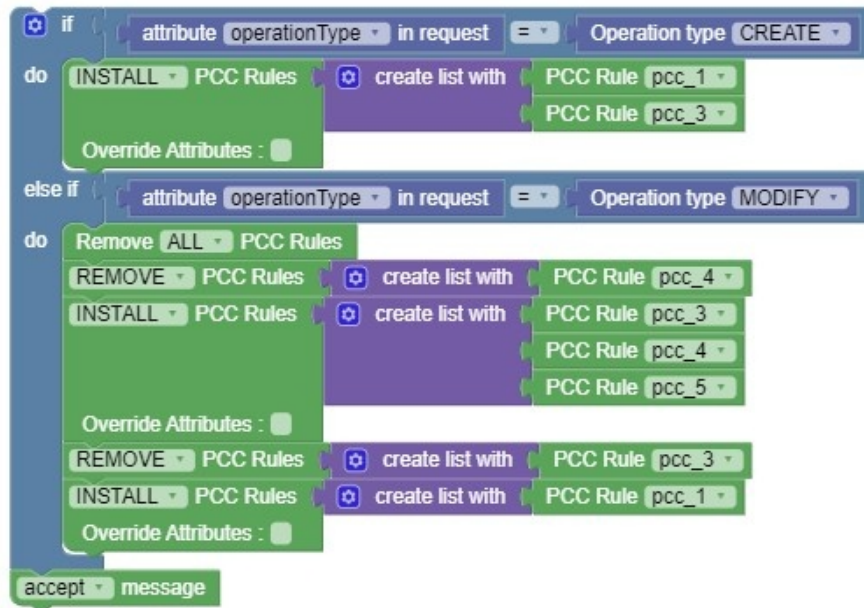 if attribute operationType in request = Operation type CREATE
do INSTALL PCC Rules create list with PCC Rule pcc_1
PCC Rule pcc_3
Override Attributes :
else if attribute operationType in request = Operation type MODIFY
do Remove ALL PCC Rules
REMOVE PCC Rules create list with PCC Rule pcc_4
INSTALL PCC Rules create list with PCC Rule pcc_3
PCC Rule pcc_4
PCC Rule pcc_5
Override Attributes :
REMOVE PCC Rules create list with PCC Rule pcc_3
INSTALL PCC Rules create list with PCC Rule pcc_1
Override Attributes :
accept message